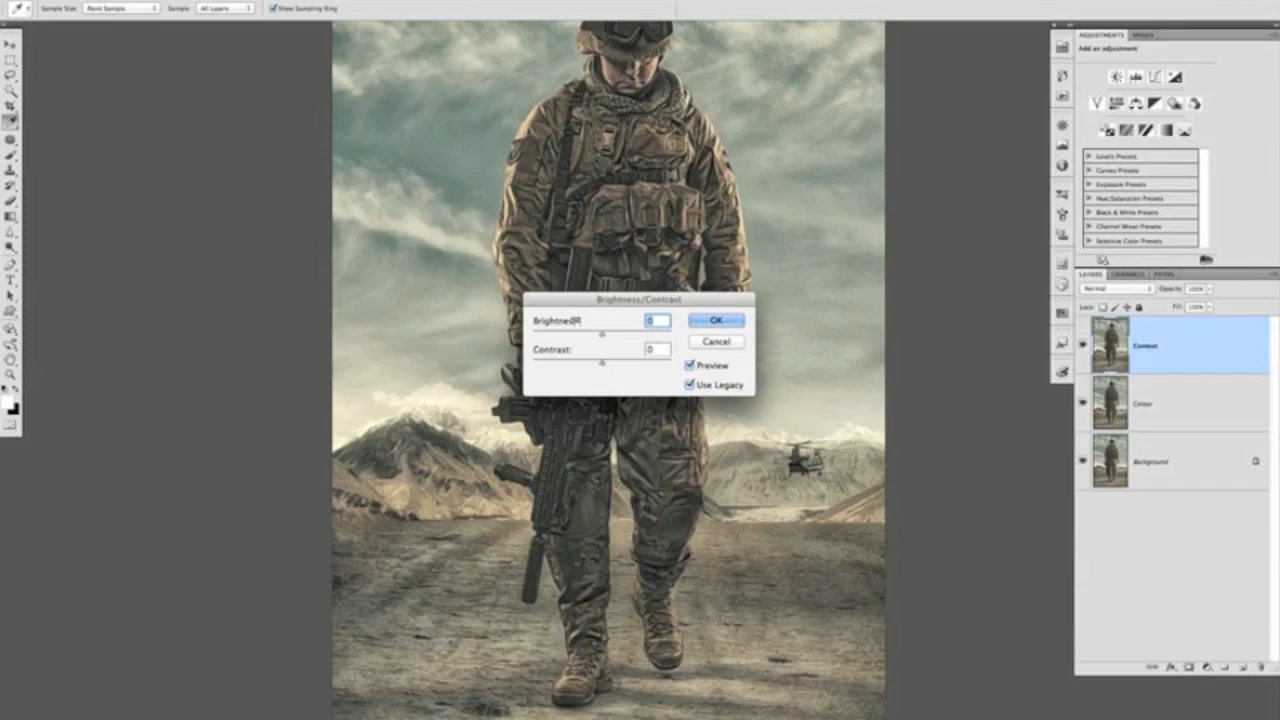 Sample Size: Point Sample Sample: All Layers Show Sampling Ring
ADJUSTMENTS MASKS
Add an adjustment
Levels Presets
Curves Presets
Exposure Presets
Hue/Saturation Presets
Black & White Presets
Channel Mixer Presets
Selective Color Presets
LAYERS CHANNELS PATHS
Normal Opacity: 100%
Lock: Fill: 100%
Contrast
Colour
Background
Brightness/Contrast
Brightness: 0 OK
Contrast: 0 Cancel
Preview
Use Legacy